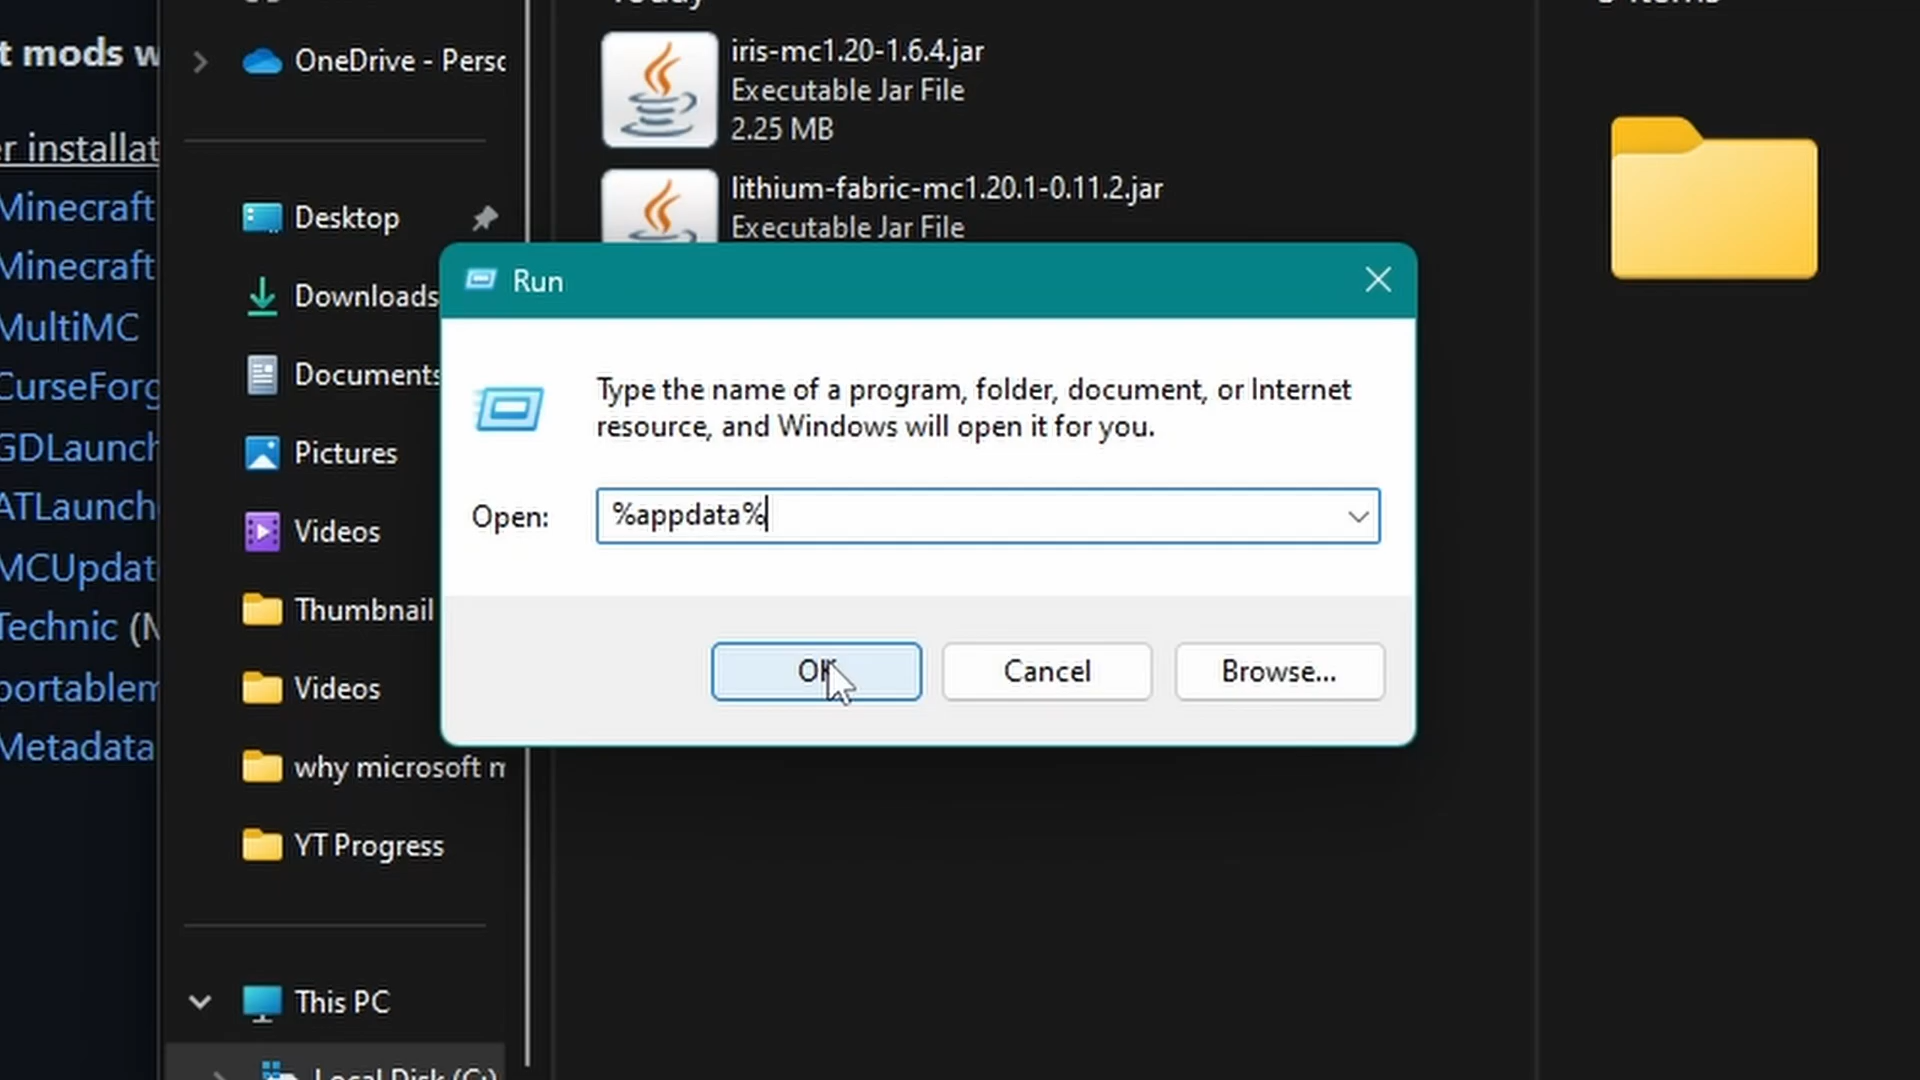 t mods w
er installat
Minecraft
Minecraft
MultiMC
CurseForg
GDLaunch
ATLaunch
MCUpdat
Technic (M
portablem
Metadata
OneDrive - Persc
Desktop
Downloads
Documents
Pictures
Videos
Thumbnail
Videos
why microsoft m
YT Progress
This PC
Local Disk (C:)
Today
iris-mc1.20-1.6.4.jar
Executable Jar File
2.25 MB
lithium-fabric-mc1.20.1-0.11.2.jar
Executable Jar File
Run
Type the name of a program, folder, document, or Internet
resource, and Windows will open it for you.
Open:
%appdata%
OK
Cancel
Browse...